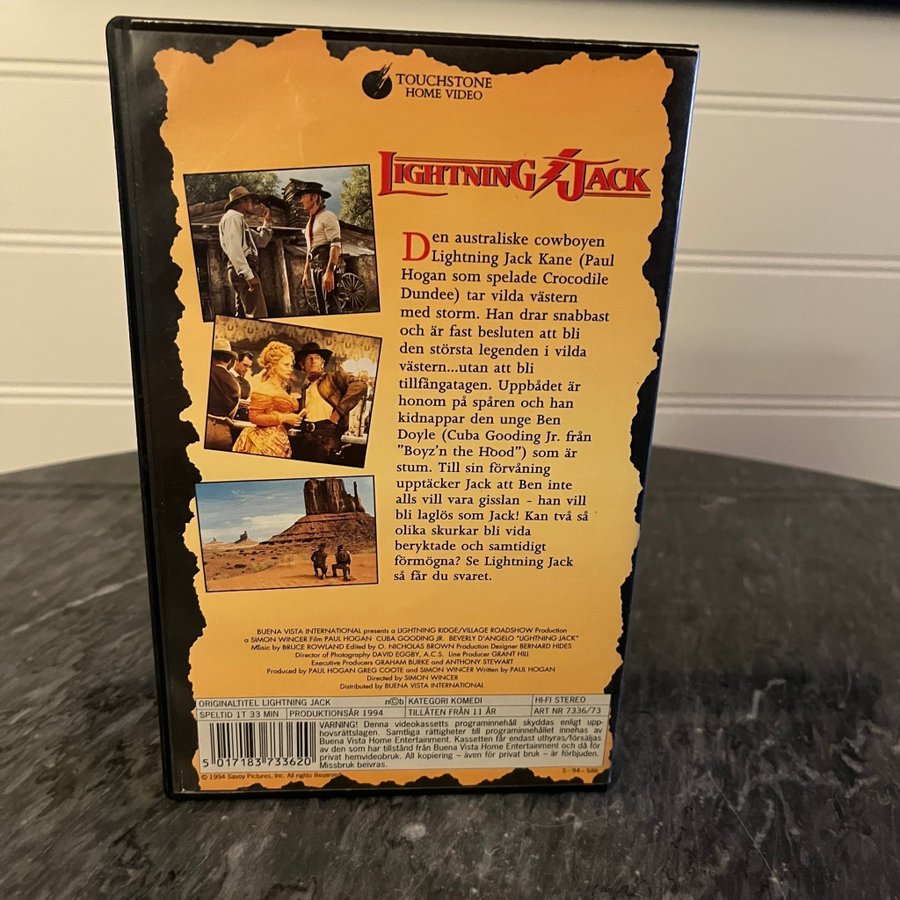 TOUCHSTONE
HOME VIDEO
LIGHTNING JACK
Den australiske cowboyen
Lightning Jack Kane (Paul
Hogan som spelade Crocodile
Dundee) tar vilda västern
med storm. Han drar snabbast
och är fast besluten att bli
den största legenden i vilda
västern...utan att bli
tillfångatagen. Uppbådet är
honom på spåren och han
kidnappar den unge Ben
Doyle (Cuba Gooding Jr. från
”Boyz'n the Hood”) som är
stum. Till sin förvåning
upptäcker Jack att Ben inte
alls vill vara gisslan - han vill
bli laglös som Jack! Kan två så
olika skurkar bli vida
beryktade och samtidigt
förmögna? Se Lightning Jack
så får du svaret.
BUENA VISTA INTERNATIONAL presents a LIGHTNING RIDGE/VILLAGE ROADSHOW Production
a SIMON WINCER Film PAUL HOGAN CUBA GOODING JR. BEVERLY D'ANGELO "LIGHTNING JACK"
Music by BRUCE ROWLAND Edited by O. NICHOLAS BROWN Production Designer BERNARD HIDES
Director of Photography DAVID EGGBY, A.C.S. Line Producer GRANT HILL
Executive Producers GRAHAM BURKE and ANTHONY STEWART
Produced by PAUL HOGAN GREG COOTE and SIMON WINCER Written by PAUL HOGAN
Directed by SIMON WINCER
Distributed by BUENA VISTA INTERNATIONAL
ORIGINALTITEL LIGHTNING JACK n©b KATEGORI KOMEDI HI-FI STEREO
SPELTID 1T 33 MIN PRODUKTIONSÅR 1994 TILLÅTEN FRÅN 11 ÅR ART NR 7336/73
VARNING! Denna videokassetts programinnehåll skyddas enligt upp-
hovsrättslagen. Samtliga rättigheter till programinnehållet innehas av
Buena Vista Home Entertainment. Kassetten får endast uthyras/försäljas
av den som har tillstånd från Buena Vista Home Entertainment och då för
privat hemvideobruk. All kopiering - även för privat bruk - är förbjuden.
Missbruk beivras.
5 017183 733620
© 1994 Savoy Pictures, Inc. All rights Reserved.
S-94-586